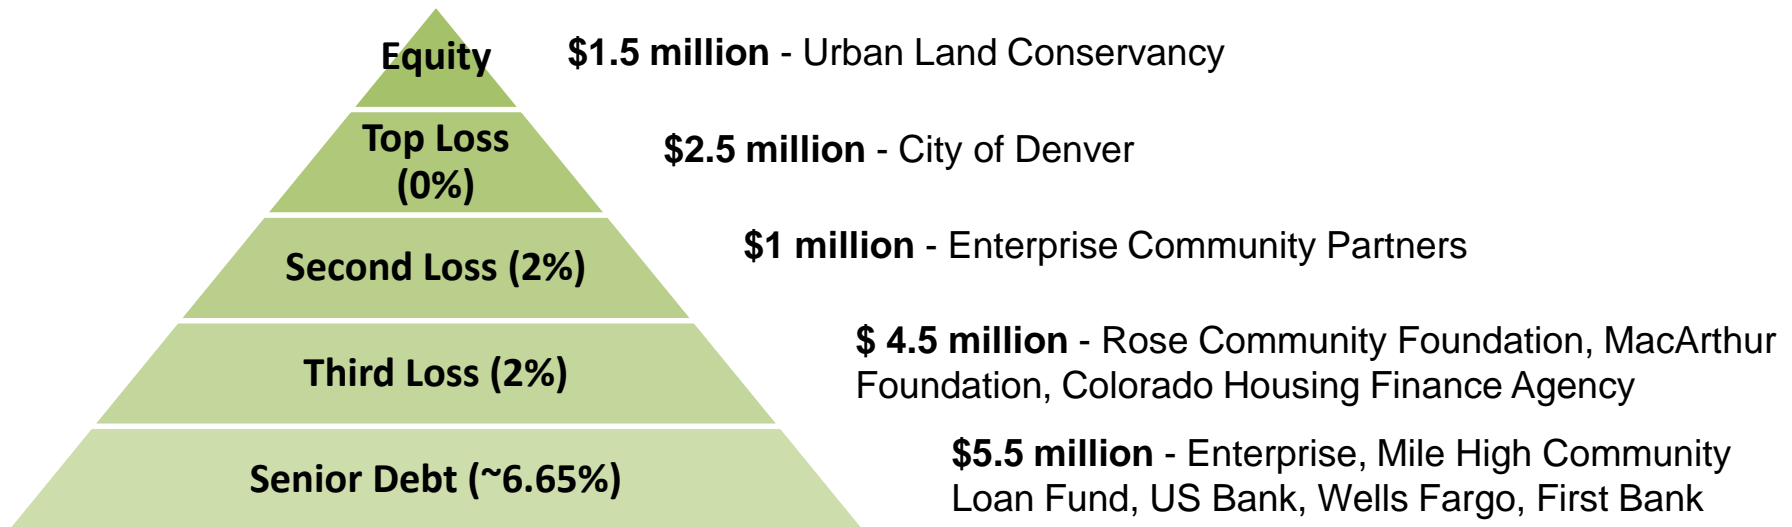 Equity
$1.5 million - Urban Land Conservancy
Top Loss
(0%)
$2.5 million - City of Denver
Second Loss (2%)
$1 million - Enterprise Community Partners
Third Loss (2%)
$ 4.5 million - Rose Community Foundation, MacArthur
Foundation, Colorado Housing Finance Agency
Senior Debt (~6.65%)
$5.5 million - Enterprise, Mile High Community
Loan Fund, US Bank, Wells Fargo, First Bank